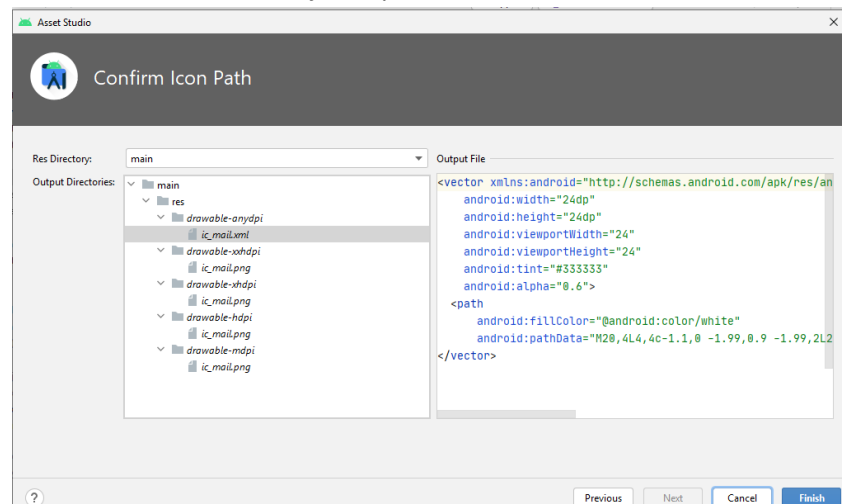 Asset Studio
Confirm Icon Path
Res Directory:
main
Output Directories:
main
res
drawable-anydpi
ic_mail.xml
drawable-xxhdpi
ic_mail.png
drawable-xhdpi
ic_mail.png
drawable-hdpi
ic_mail.png
drawable-mdpi
ic_mail.png
Output File
<vector xmlns:android="http://schemas.android.com/apk/res/an
android:width="24dp"
android:height="24dp"
android:viewportWidth="24"
android:viewportHeight="24"
android:tint="#333333"
android:alpha="0.6">
<path
android:fillColor="@android:color/white"
android:pathData="M20,4L4,4c-1.1,0 -1.99,0.9 -1.99,2L2
</vector>
?
Previous
Next
Cancel
Finish